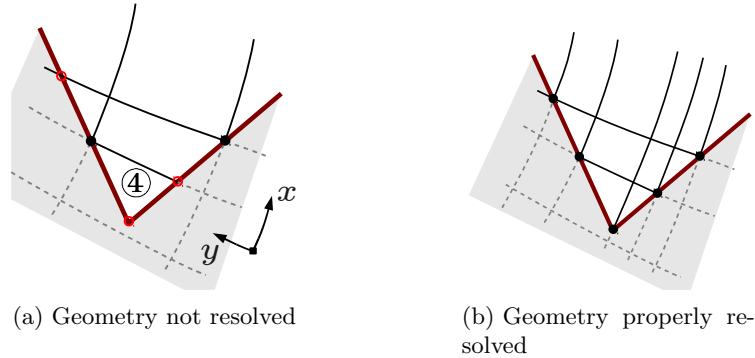 ④
x
y
(a) Geometry not resolved
(b) Geometry properly re-
solved